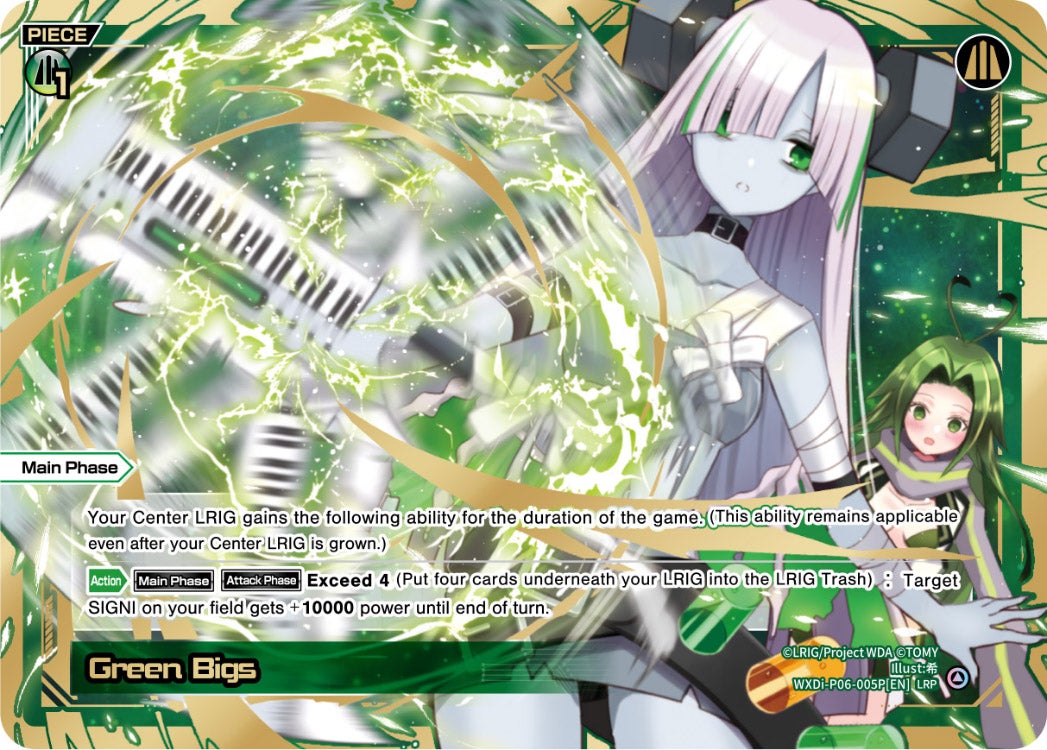 PIECE
1
Main Phase
Your Center LRIG gains the following ability for the duration of the game. (This ability remains applicable
even after your Center LRIG is grown.)
Action Main Phase Attack Phase Exceed 4 (Put four cards underneath your LRIG into the LRIG Trash) : Target
SIGNI on your field gets +10000 power until end of turn.
Green Bigs
©LRIG/Project WDA ©TOMY
Illust:希
WXDi-P06-005P[EN] LRP